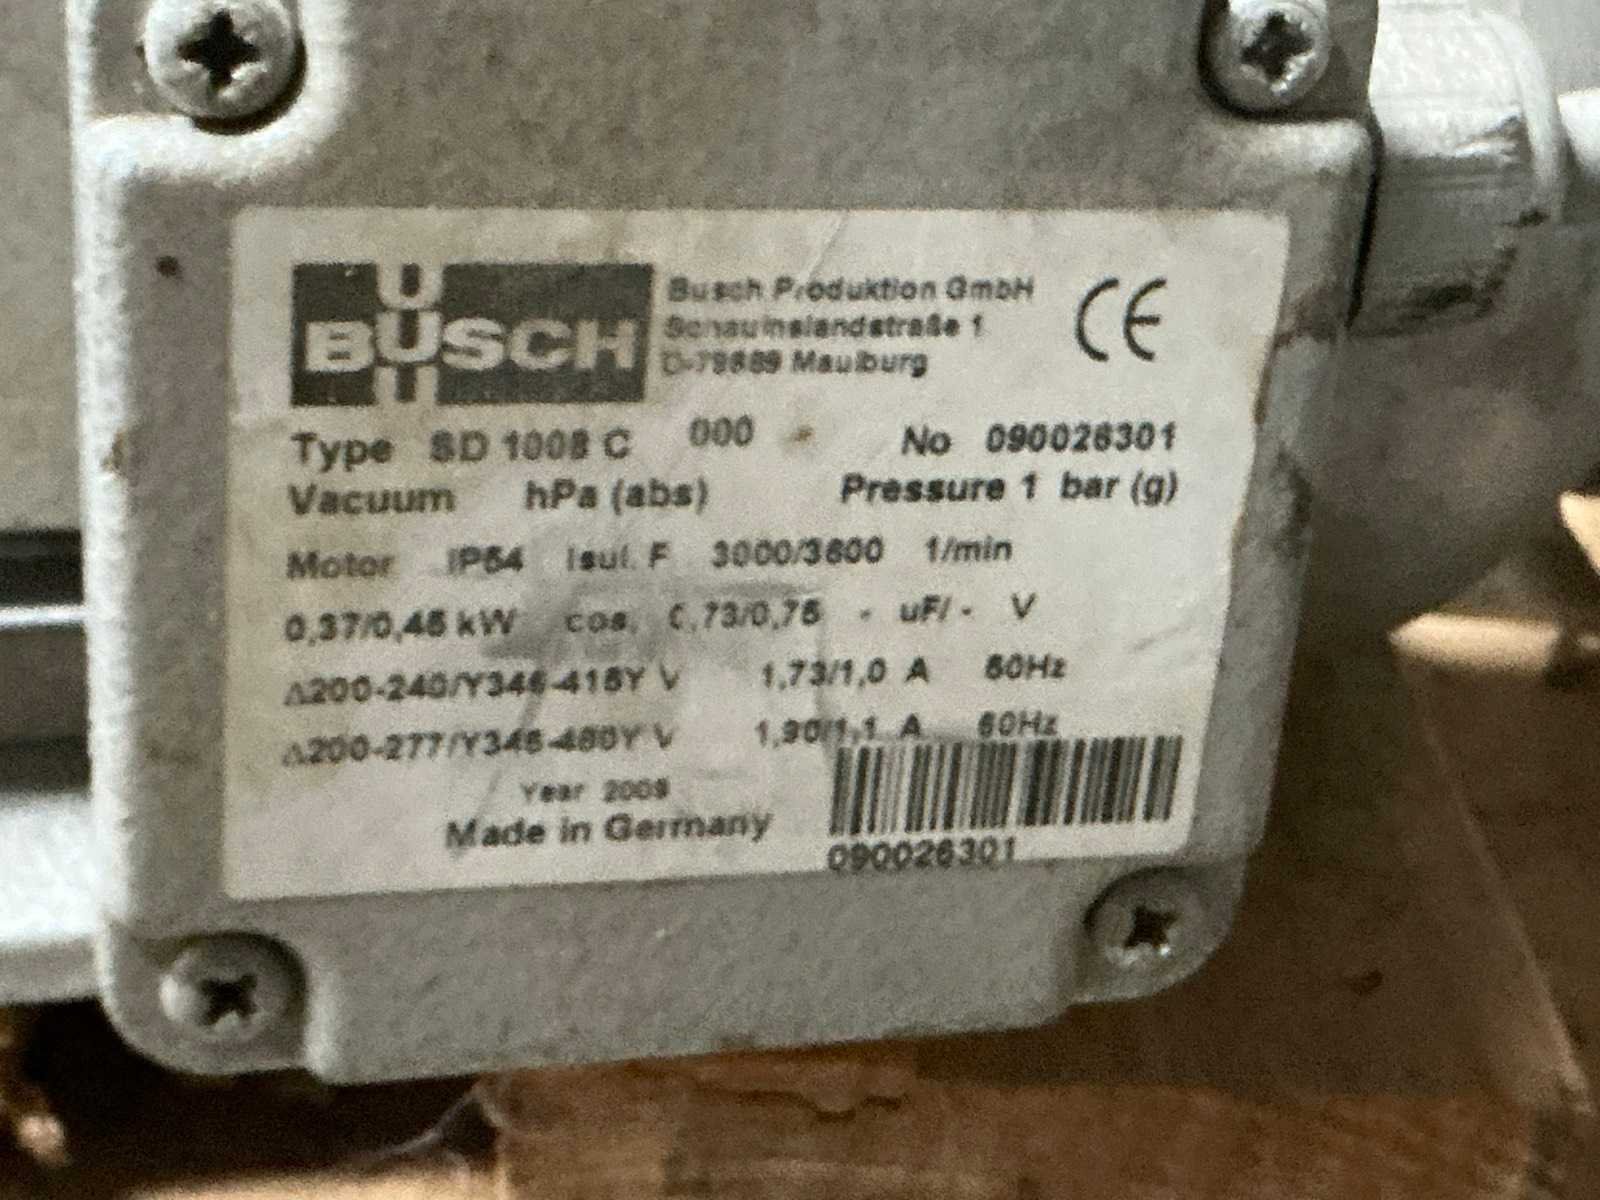 BUSCH
Busch Produktion GmbH
Schauinslandstraße 1
D-79689 Maulburg
CE
Type SD 1008 C 000 No 090026301
Vacuum hPa (abs) Pressure 1 bar (g)
Motor IP54 Isul. F 3000/3600 1/min
0,37/0,45 kW cos. 0,73/0,75 - uF/ - V
Δ200-240/Y346-415Y V 1,73/1,0 A 50Hz
Δ200-277/Y346-480Y V 1,90/1,1 A 60Hz
Year
Made in Germany
090026301